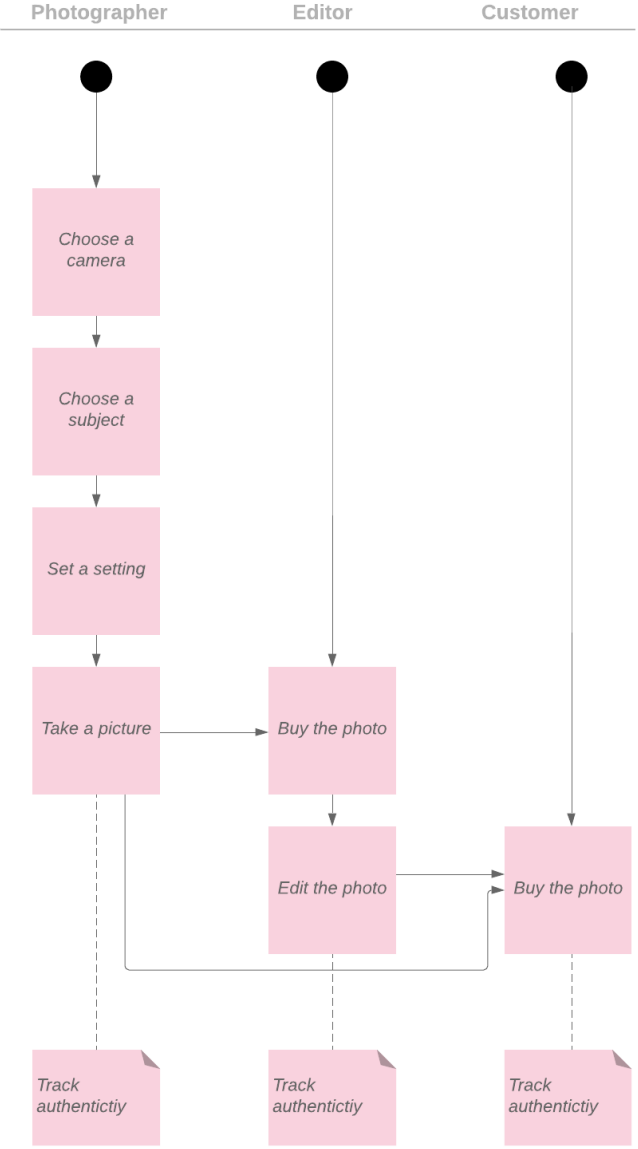 Photographer Editor Customer
Choose a
camera
Choose a
subject
Set a setting
Take a picture
Buy the photo
Edit the photo
Buy the photo
Track
authentictiy
Track
authentictiy
Track
authentictiy